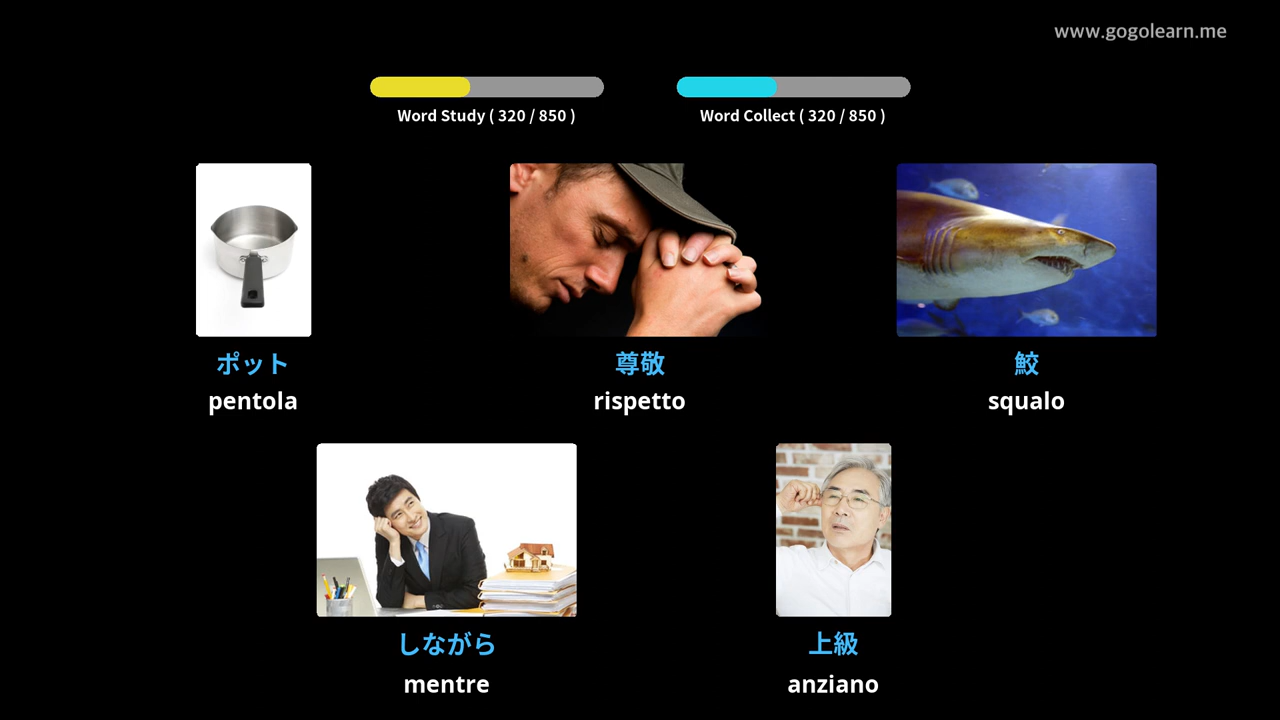 www.gogolearn.me
Word Study ( 320 / 850 )
Word Collect ( 320 / 850 )
ポット
pentola
尊敬
rispetto
鮫
squalo
しながら
mentre
上級
anziano